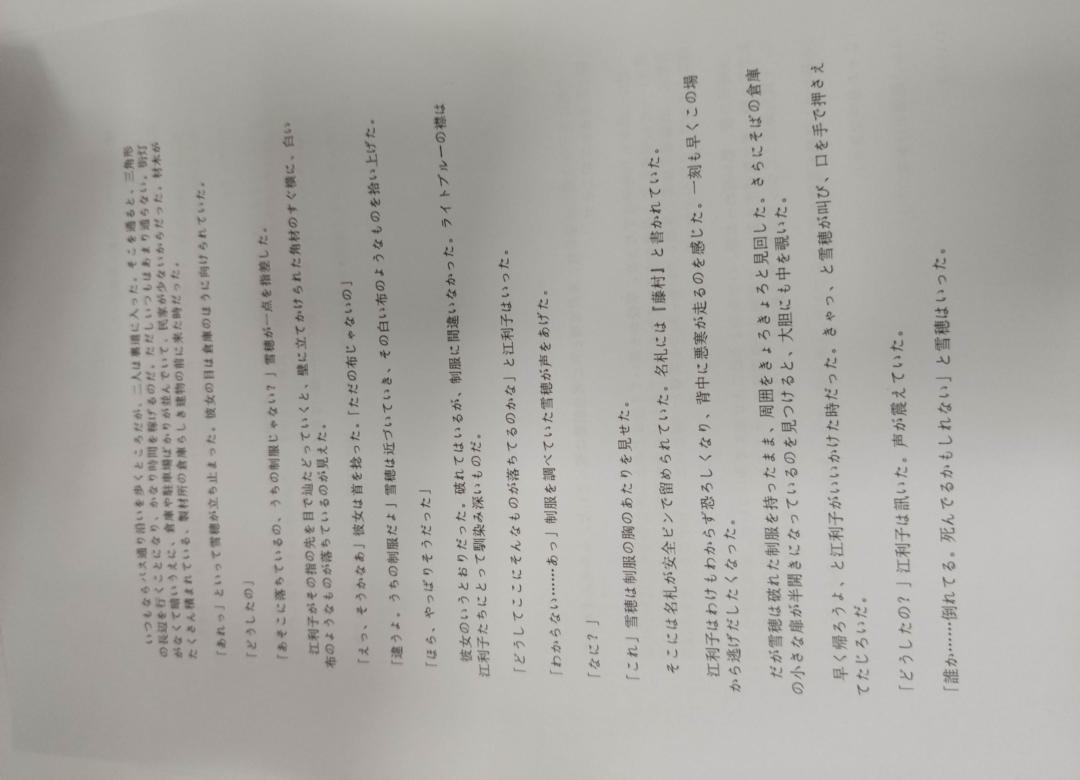 いつもならバス通り沿いを歩くところだが、二人は裏道に入った。そこを通ると、三角形
の長辺を行くことになり、かなり時間を稼げるのだ。ただしいつもはあまり通らない。街灯
がなくて暗いうえに、倉庫や駐車場ばかりが並んでいて、民家が少ないからだった。材木が
たくさん積まれている、製材所の倉庫らしき建物の前に来た時だった。
「あれっ」といって雪穂が立ち止まった。彼女の目は倉庫のほうに向けられていた。
「どうしたの」
「あそこに落ちているの、うちの制服じゃない？」雪穂が一点を指差した。
江利子がその指の先を目で辿たどっていくと、壁に立てかけられた角材のすぐ横に、白い
布のようなものが落ちているのが見えた。
「えっ、そうかなあ」彼女は首を捻った。「ただの布じゃないの」
「違うよ。うちの制服だよ」雪穂は近づいていき、その白い布のようなものを拾い上げた。
「ほら、やっぱりそうだった」
彼女のいうとおりだった。破れてはいるが、制服に間違いなかった。ライトブルーの襟は
江利子たちにとって馴染み深いものだ。
「どうしてここにそんなものが落ちてるのかな」と江利子はいった。
「わからない……あっ」制服を調べていた雪穂が声をあげた。
「なに？」
「これ」雪穂は制服の胸のあたりを見せた。
そこには名札が安全ピンで留められていた。名札には『藤村』と書かれていた。
江利子はわけもわからず恐ろしくなり、背中に悪寒が走るのを感じた。一刻も早くこの場
から逃げだしたくなった。
だが雪穂は破れた制服を持ったまま、周囲をきょろきょろと見回した。さらにそばの倉庫
の小さな扉が半開きになっているのを見つけると、大胆にも中を覗いた。
早く帰ろうよ、と江利子がいいかけた時だった。きゃっ、と雪穂が叫び、口を手で押さえ
てたじろいだ。
「どうしたの？」江利子は訊いた。声が震えていた。
「誰か……倒れてる。死んでるかもしれない」と雪穂はいった。